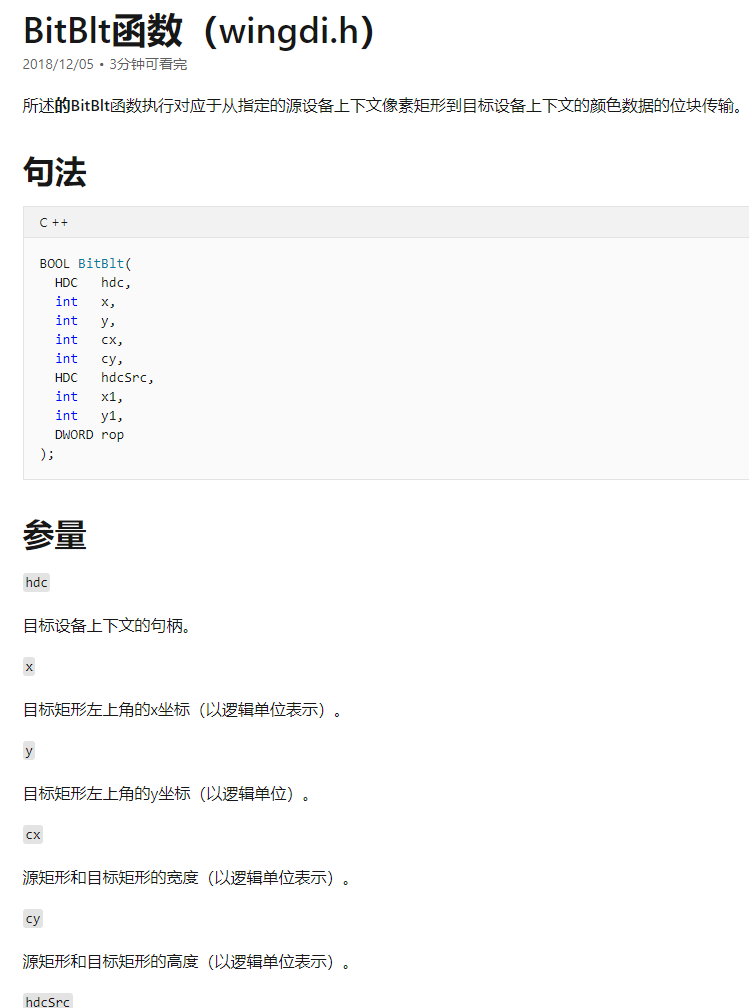 BitBlt函数（wingdi.h）
2018/12/05 • 3分钟可看完
所述的BitBlt函数执行对应于从指定的源设备上下文像素矩形到目标设备上下文的颜色数据的位块传输。
句法
C ++
BOOL BitBlt(
HDC hdc,
int x,
int y,
int cx,
int cy,
HDC hdcSrc,
int x1,
int y1,
DWORD rop
);
参量
hdc
目标设备上下文的句柄。
x
目标矩形左上角的x坐标（以逻辑单位表示）。
y
目标矩形左上角的y坐标（以逻辑单位）。
cx
源矩形和目标矩形的宽度（以逻辑单位表示）。
cy
源矩形和目标矩形的高度（以逻辑单位表示）。
hdcSrc